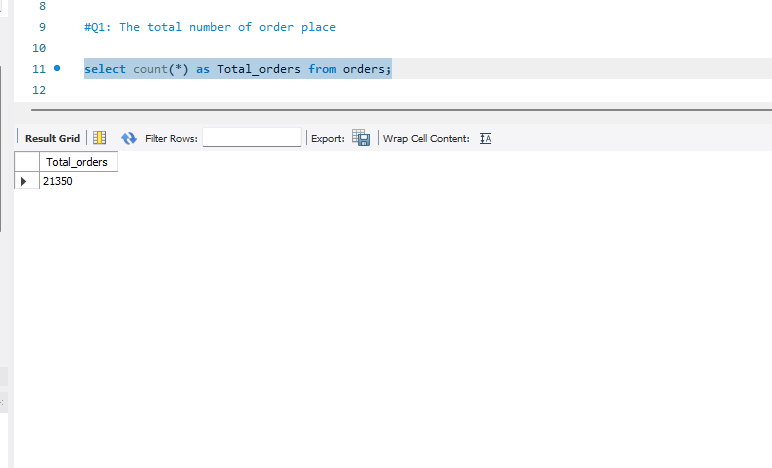 8
9 #Q1: The total number of order place
10
11 select count(*) as Total_orders from orders;
12
Result Grid Filter Rows: Export: Wrap Cell Content:
Total_orders
21350